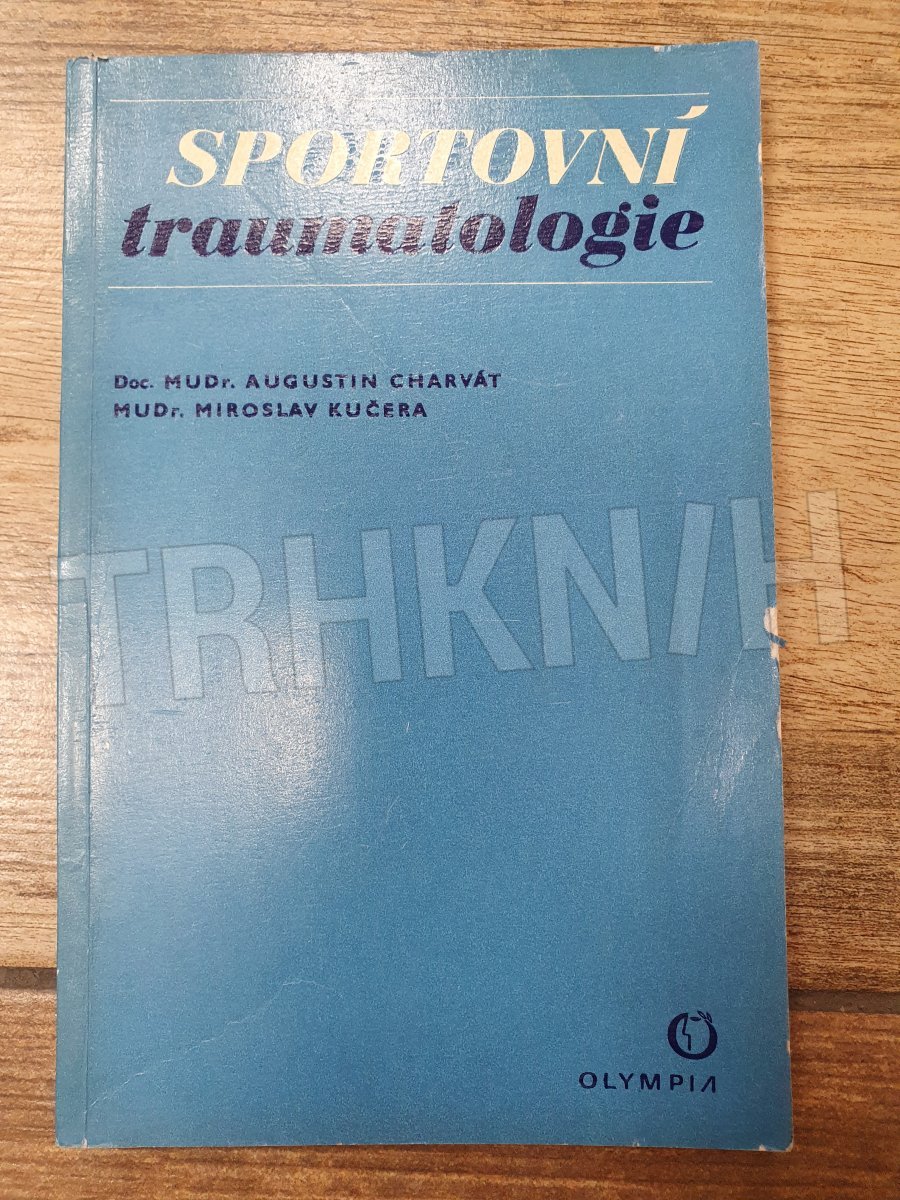 SPORTOVNÍ
traumatologie
Doc. MUDr. AUGUSTIN CHARVÁT
MUDr. MIROSLAV KUČERA
TRHKNIH
OLYMPIA